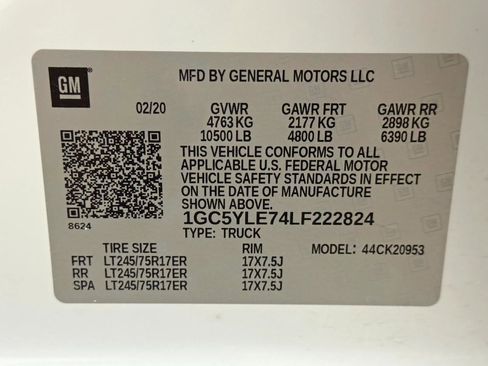 GM
MFD BY GENERAL MOTORS LLC
02/20 GVWR GAWR FRT GAWR RR
4763 KG 2177 KG 2898 KG
10500 LB 4800 LB 6390 LB
THIS VEHICLE CONFORMS TO ALL
APPLICABLE U.S. FEDERAL MOTOR
VEHICLE SAFETY STANDARDS IN EFFECT
ON THE DATE OF MANUFACTURE
SHOWN ABOVE.
1GC5YLE74LF222824
8624 TYPE: TRUCK
TIRE SIZE RIM MODEL: 44CK20953
FRT LT245/75R17ER 17X7.5J
RR LT245/75R17ER 17X7.5J
SPA LT245/75R17ER 17X7.5J